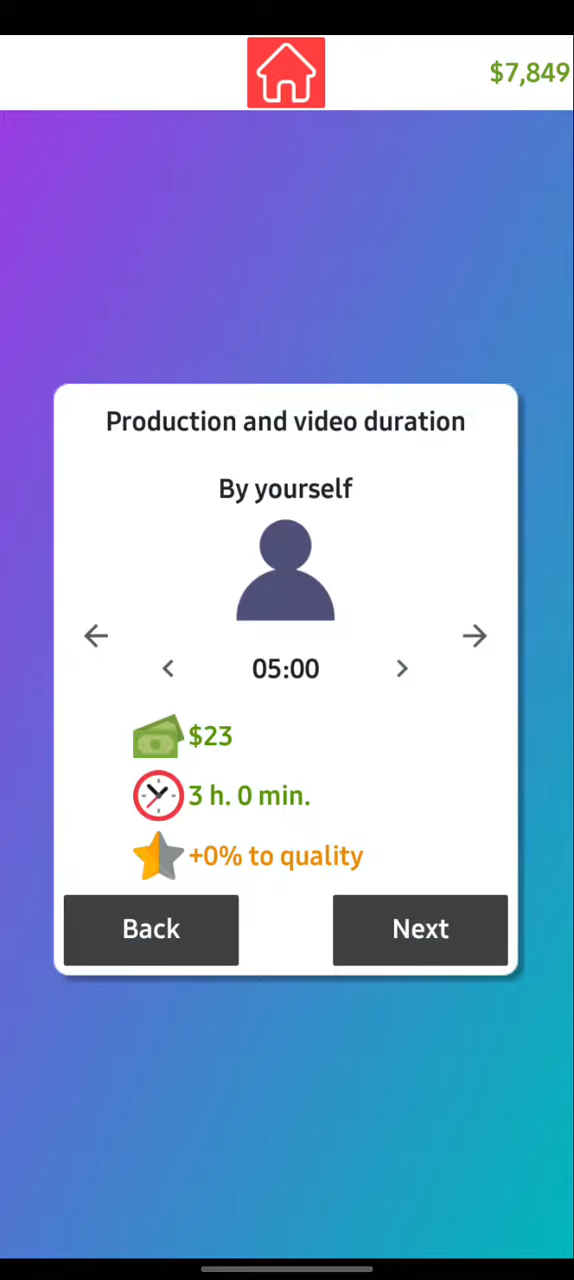 $7,849
Production and video duration
By yourself
05:00
$23
3 h. 0 min.
+0% to quality
Back
Next